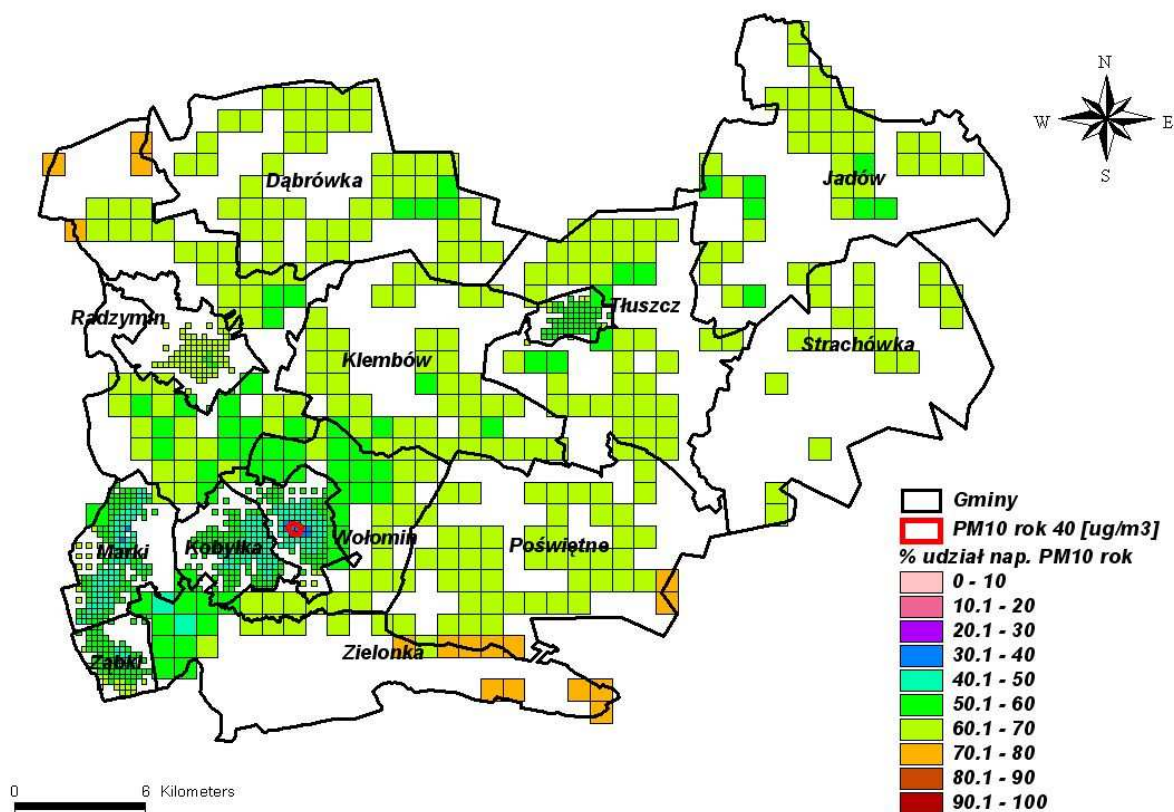 N
W E
S
Dąbrówka
Jadów
Radzymin
Tłuszcz
Klembów
Strachówka
Marki
Kobyłka
Wołomin
Poświętne
Ząbki
Zielonka
Gminy
PM10 rok 40 [ug/m3]
% udział nap. PM10 rok
0 - 10
10.1 - 20
20.1 - 30
30.1 - 40
40.1 - 50
50.1 - 60
60.1 - 70
70.1 - 80
80.1 - 90
90.1 - 100
0 6 Kilometers